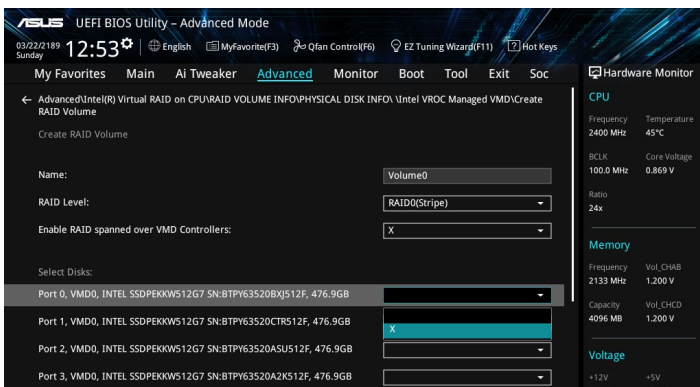 ASUS UEFI BIOS Utility – Advanced Mode
03/22/2189 Sunday 12:53 English MyFavorite(F3) Qfan Control(F6) EZ Tuning Wizard(F11) ? Hot Keys
My Favorites Main Ai Tweaker Advanced Monitor Boot Tool Exit Soc
Hardware Monitor
← Advanced\Intel(R) Virtual RAID on CPU\RAID VOLUME INFO\PHYSICAL DISK INFO\ \Intel VROC Managed VMD\Create
RAID Volume
Create RAID Volume
Name: Volume0
RAID Level: RAID0(Stripe)
Enable RAID spanned over VMD Controllers: X
Select Disks:
Port 0, VMD0, INTEL SSDPEKKW512G7 SN:BTPY63520BXJ512F, 476.9GB
X
Port 1, VMD0, INTEL SSDPEKKW512G7 SN:BTPY63520CTR512F, 476.9GB
Port 2, VMD0, INTEL SSDPEKKW512G7 SN:BTPY63520ASU512F, 476.9GB
Port 3, VMD0, INTEL SSDPEKKW512G7 SN:BTPY63520A2K512F, 476.9GB
CPU
Frequency Temperature
2400 MHz 45°C
BCLK Core Voltage
100.0 MHz 0.869 V
Ratio
24x
Memory
Frequency Vol_CHAB
2133 MHz 1.200 V
Capacity Vol_CHCD
4096 MB 1.200 V
Voltage
+12V +5V